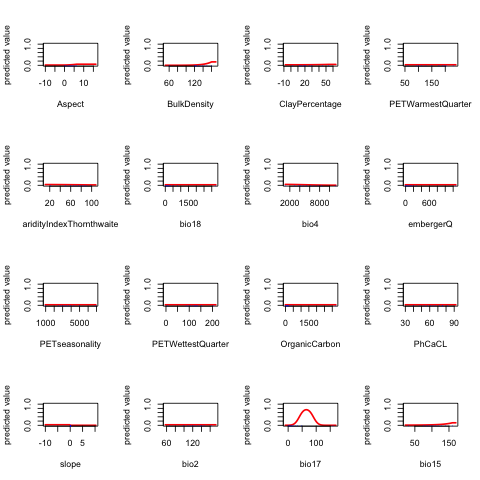 predicted value
0.0 1.0
-10 0 10
Aspect
predicted value
0.0 1.0
60 120
BulkDensity
predicted value
0.0 1.0
-10 20 50
ClayPercentage
predicted value
0.0 1.0
50 150
PETWarmestQuarter
predicted value
0.0 1.0
20 60 100
aridityIndexThornthwaite
predicted value
0.0 1.0
0 1500
bio18
predicted value
0.0 1.0
2000 8000
bio4
predicted value
0.0 1.0
0 600
embergerQ
predicted value
0.0 1.0
1000 5000
PETseasonality
predicted value
0.0 1.0
0 100 200
PETWettestQuarter
predicted value
0.0 1.0
0 1500
OrganicCarbon
predicted value
0.0 1.0
30 60 90
PhCaCL
predicted value
0.0 1.0
-10 0 5
slope
predicted value
0.0 1.0
60 120
bio2
predicted value
0.0 1.0
0 100
bio17
predicted value
0.0 1.0
50 150
bio15